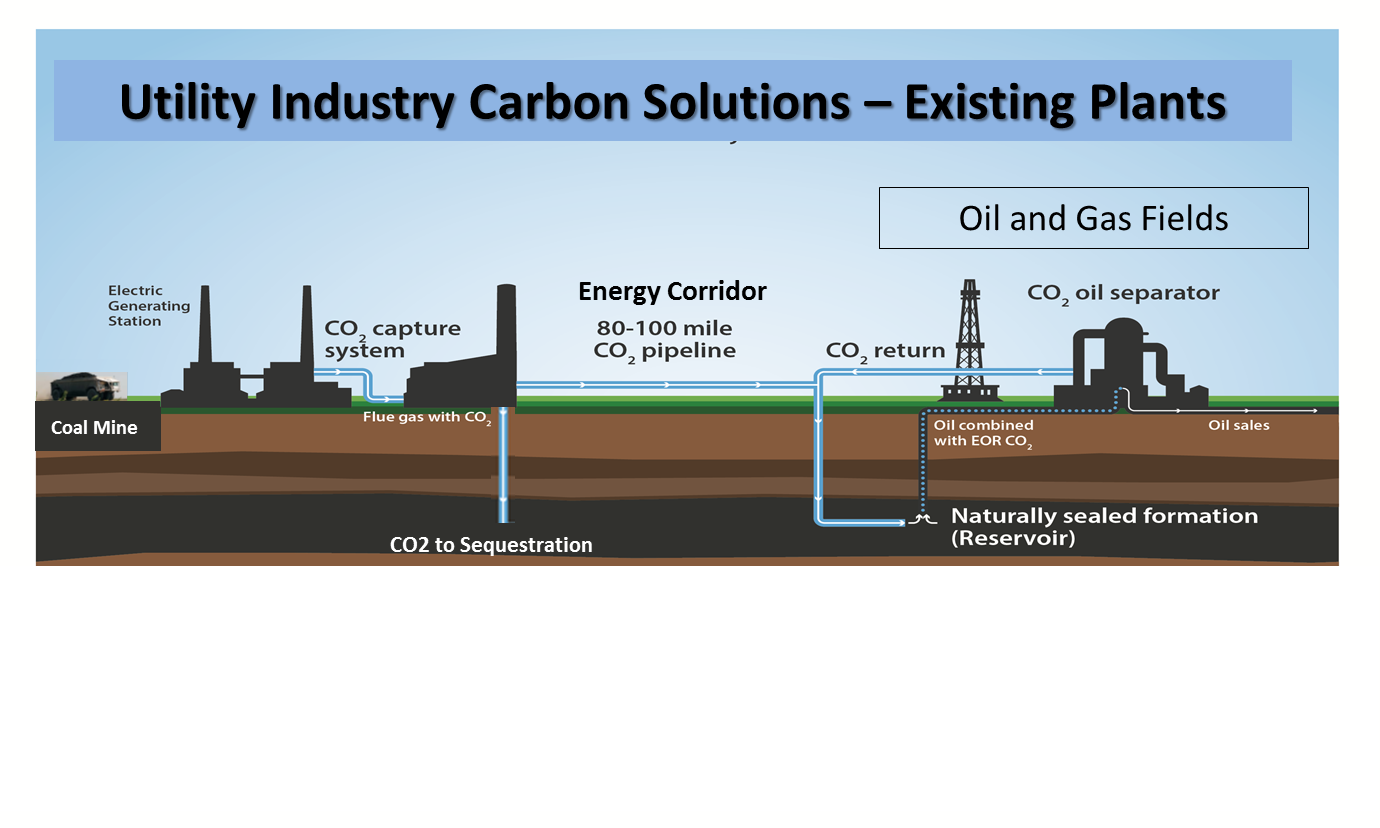 Utility Industry Carbon Solutions – Existing Plants
Oil and Gas Fields
Electric
Generating
Station
CO₂ capture
system
Energy Corridor
80-100 mile
CO₂ pipeline
CO₂ return
CO₂ oil separator
Coal Mine
Flue gas with CO₂
Oil combined
with EOR CO₂
Oil sales
CO2 to Sequestration
Naturally sealed formation
(Reservoir)